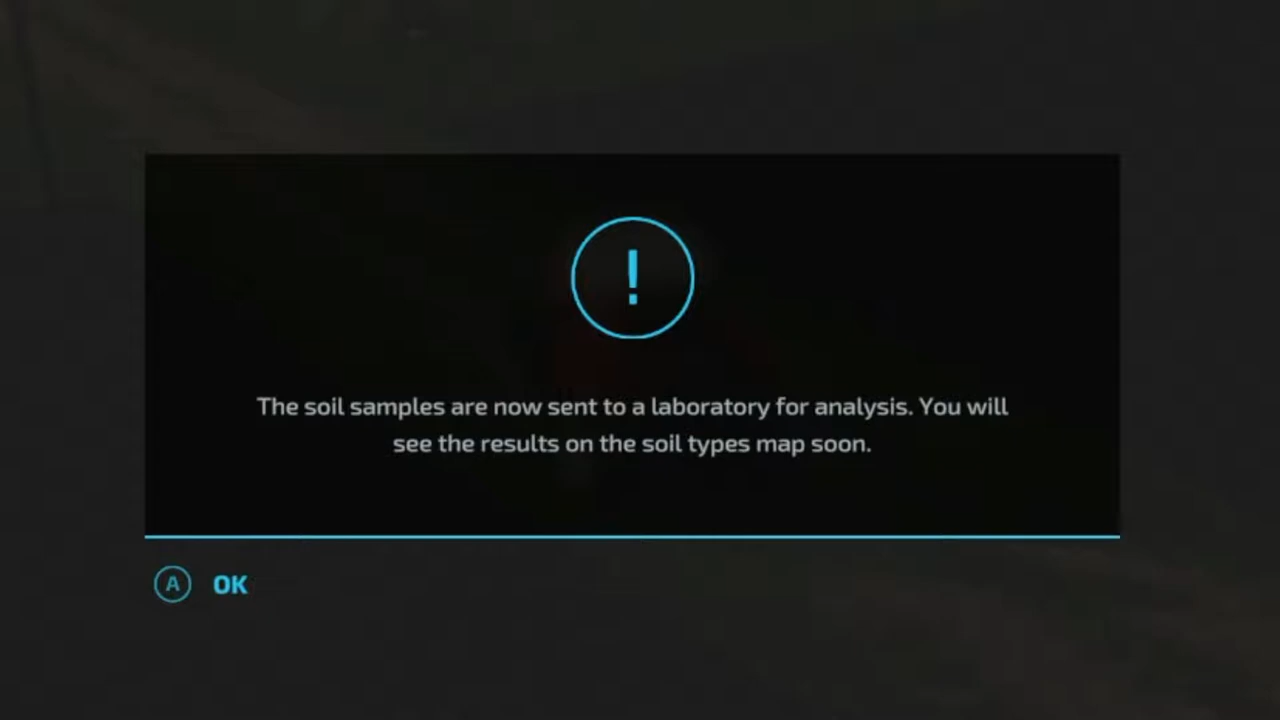 !
The soil samples are now sent to a laboratory for analysis. You will
see the results on the soil types map soon.
A OK